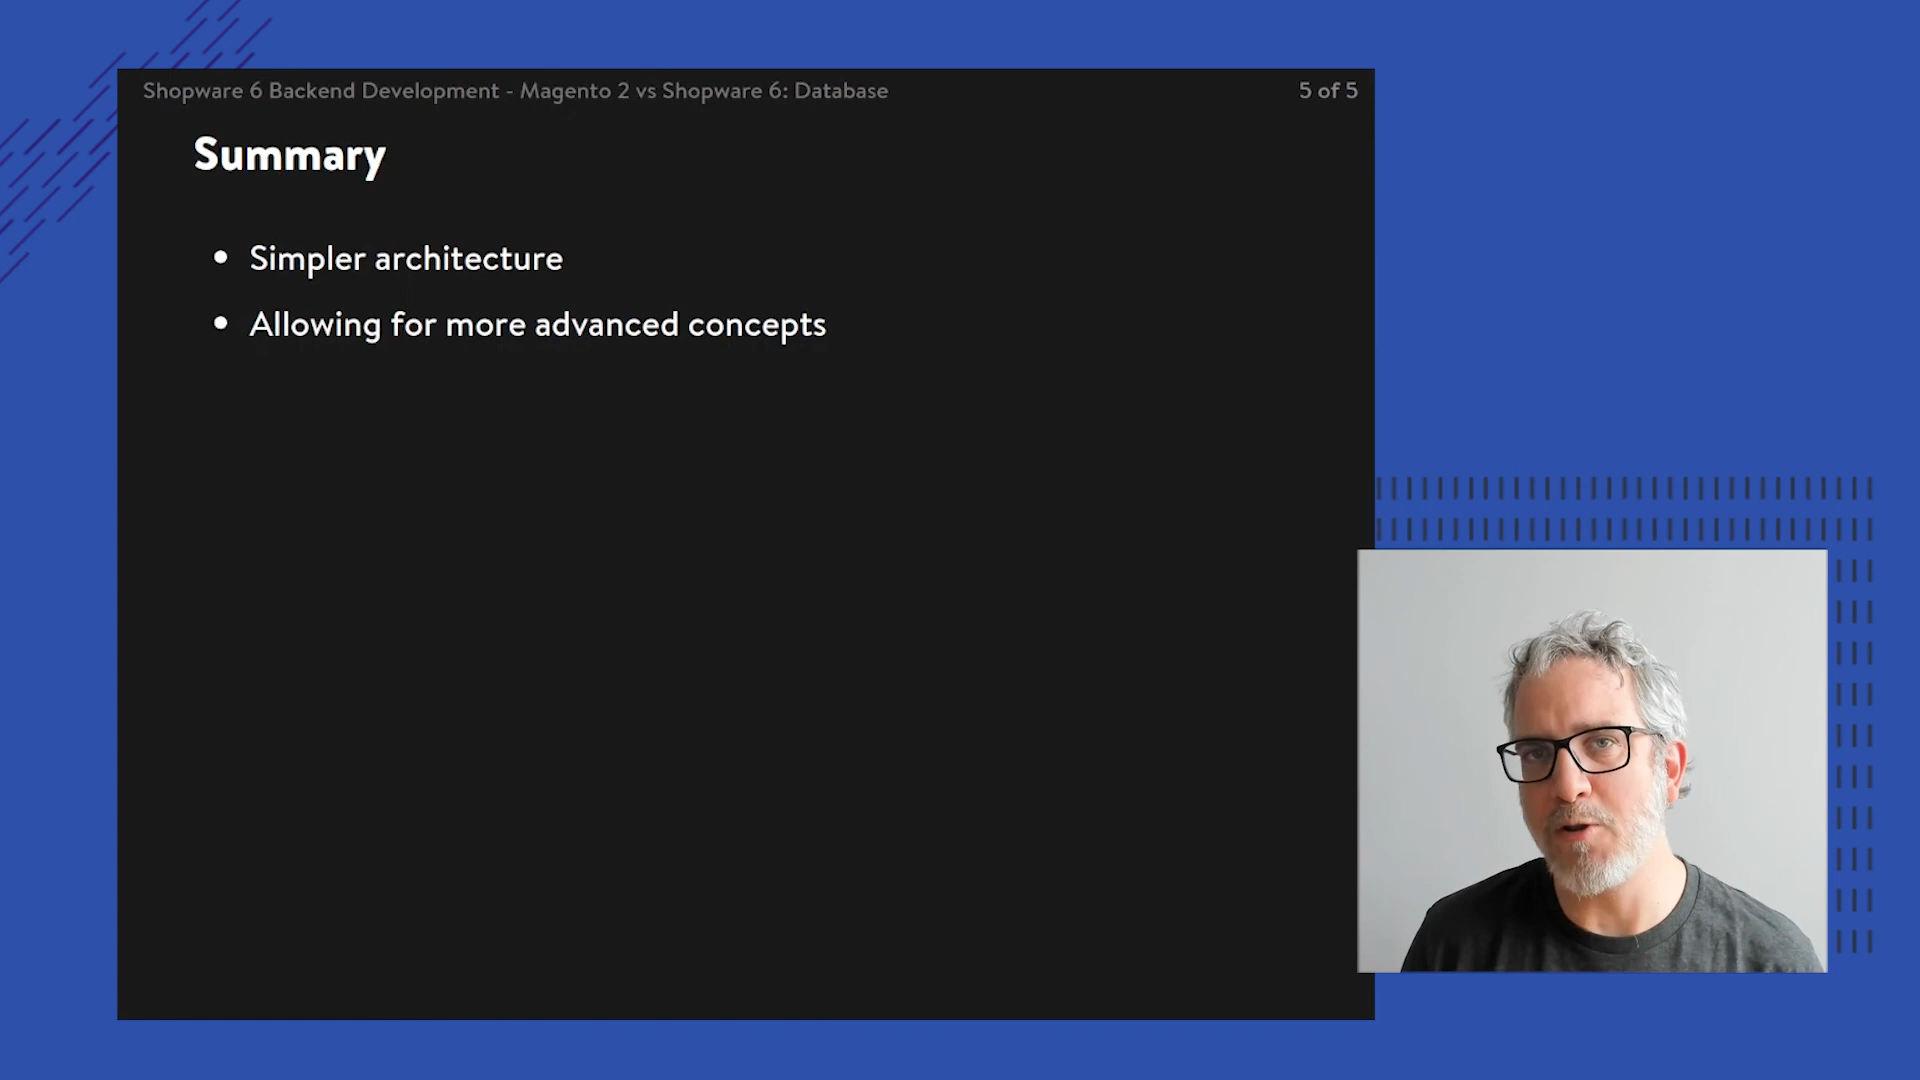 Shopware 6 Backend Development - Magento 2 vs Shopware 6: Database
5 of 5
Summary
• Simpler architecture
• Allowing for more advanced concepts